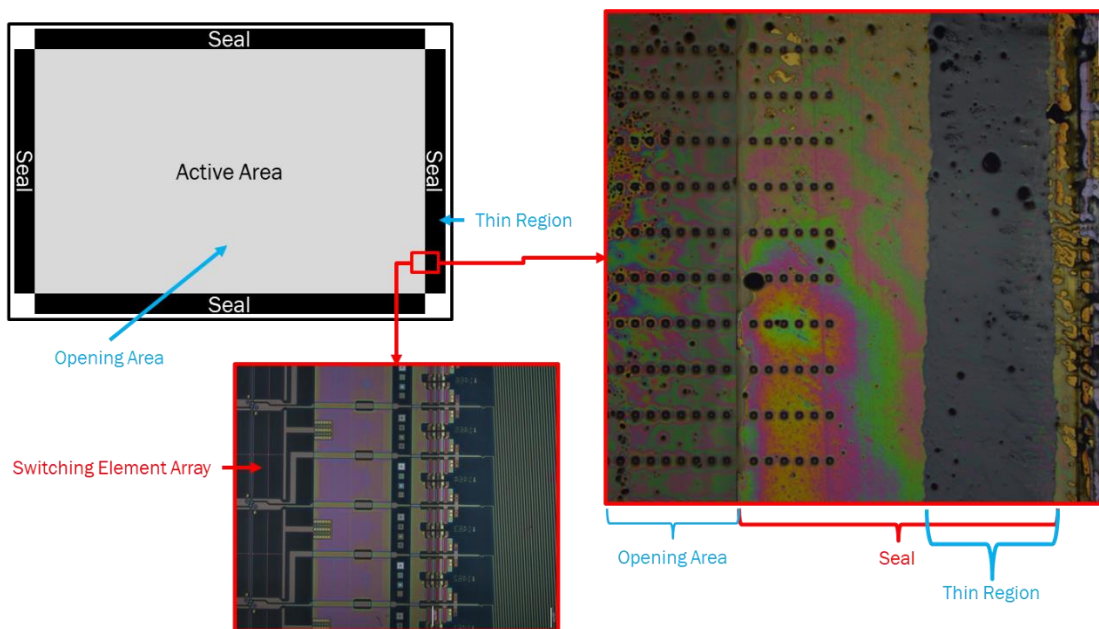 Seal
Seal
Active Area
Seal
Thin Region
Seal
Opening Area
Switching Element Array
Opening Area
Seal
Thin Region